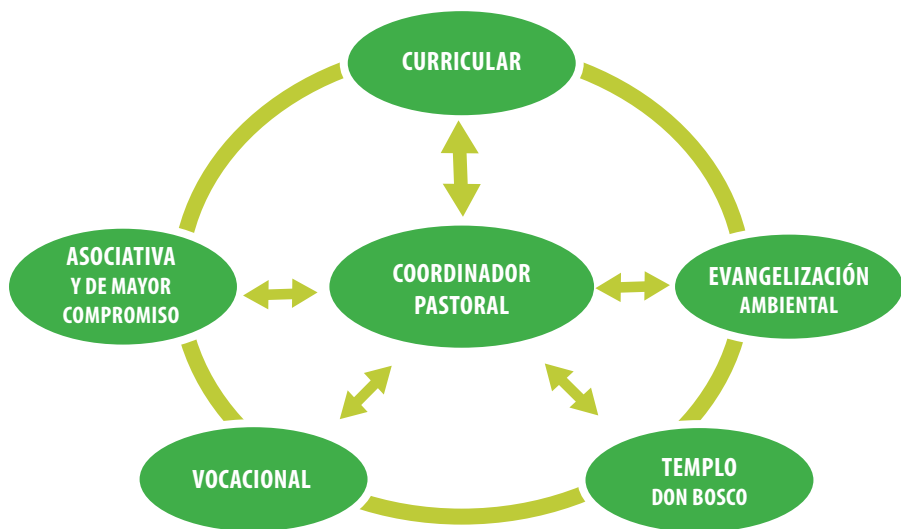 CURRICULAR
ASOCIATIVA
Y DE MAYOR
COMPROMISO
COORDINADOR
PASTORAL
EVANGELIZACIÓN
AMBIENTAL
VOCACIONAL
TEMPLO
DON BOSCO